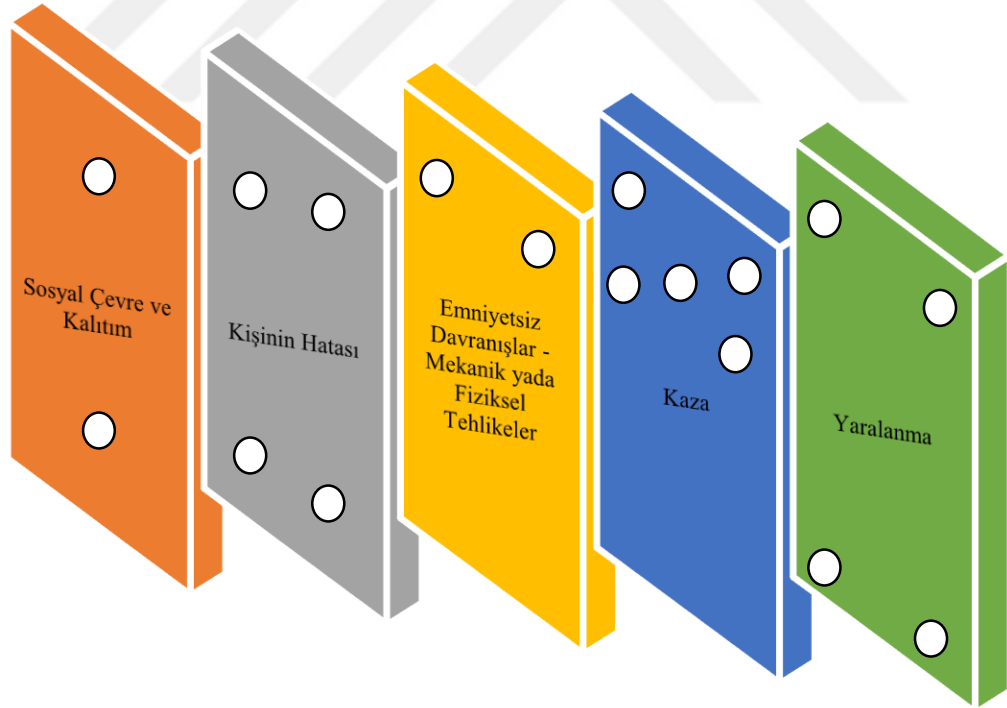 Sosyal Çevre ve
Kalıtım
Kişinin Hatası
Emniyetsiz
Davranışlar -
Mekanik yada
Fiziksel
Tehlikeler
Kaza
Yaralanma